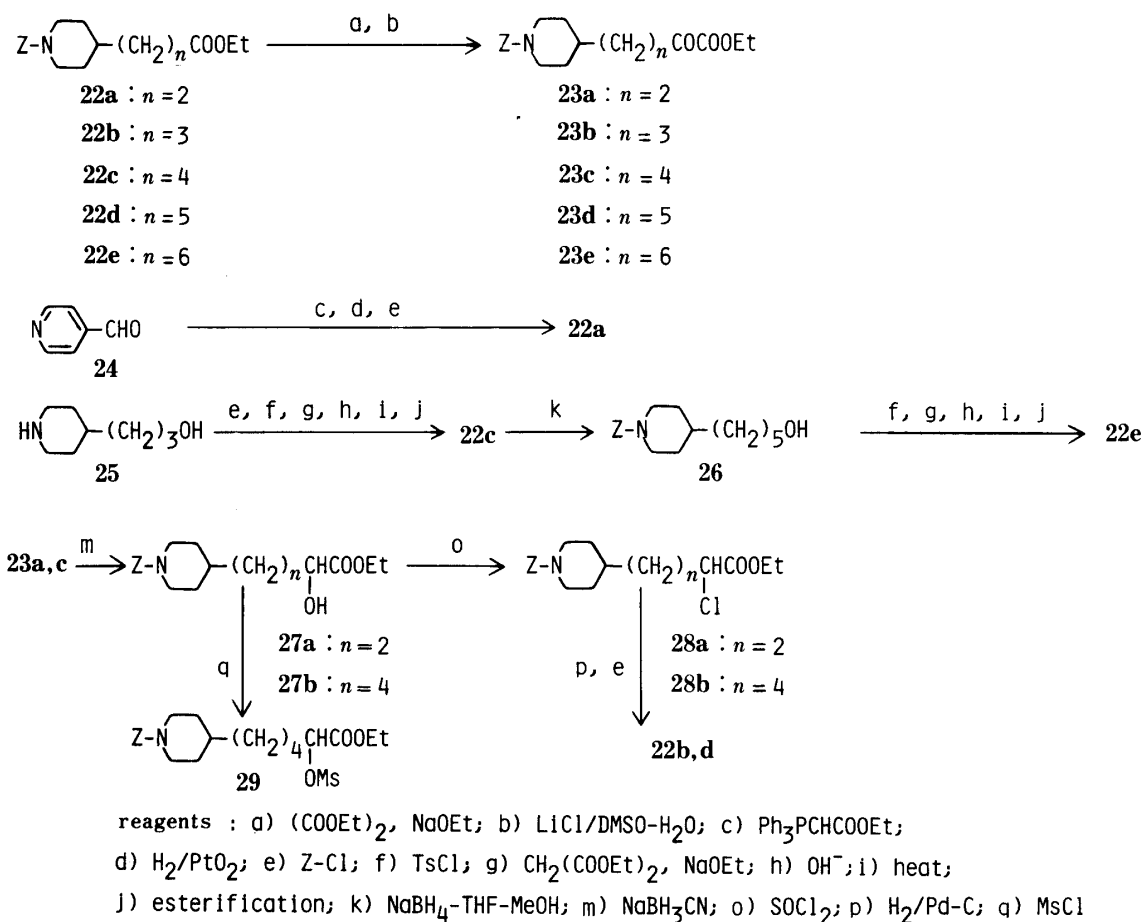 Z-N -(CH2)nCOOEt a, b Z-N -(CH2)nCOCOOEt
22a : n = 2 23a : n = 2
22b : n = 3 23b : n = 3
22c : n = 4 23c : n = 4
22d : n = 5 23d : n = 5
22e : n = 6 23e : n = 6
N -CHO c, d, e 22a
24
HN -(CH2)3OH e, f, g, h, i, j 22c k Z-N -(CH2)5OH f, g, h, i, j 22e
25 26
23a,c m Z-N -(CH2)nCHCOOEt o Z-N -(CH2)nCHCOOEt
OH Cl
27a : n = 2 28a : n = 2
q p, e
27b : n = 4 28b : n = 4
Z-N -(CH2)4CHCOOEt 22b,d
29 OMs
reagents : a) (COOEt)2, NaOEt; b) LiCl/DMSO-H2O; c) Ph3PCHCOOEt;
d) H2/PtO2; e) Z-Cl; f) TsCl; g) CH2(COOEt)2, NaOEt; h) OH-; i) heat;
j) esterification; k) NaBH4-THF-MeOH; m) NaBH3CN; o) SOCl2; p) H2/Pd-C; q) MsCl